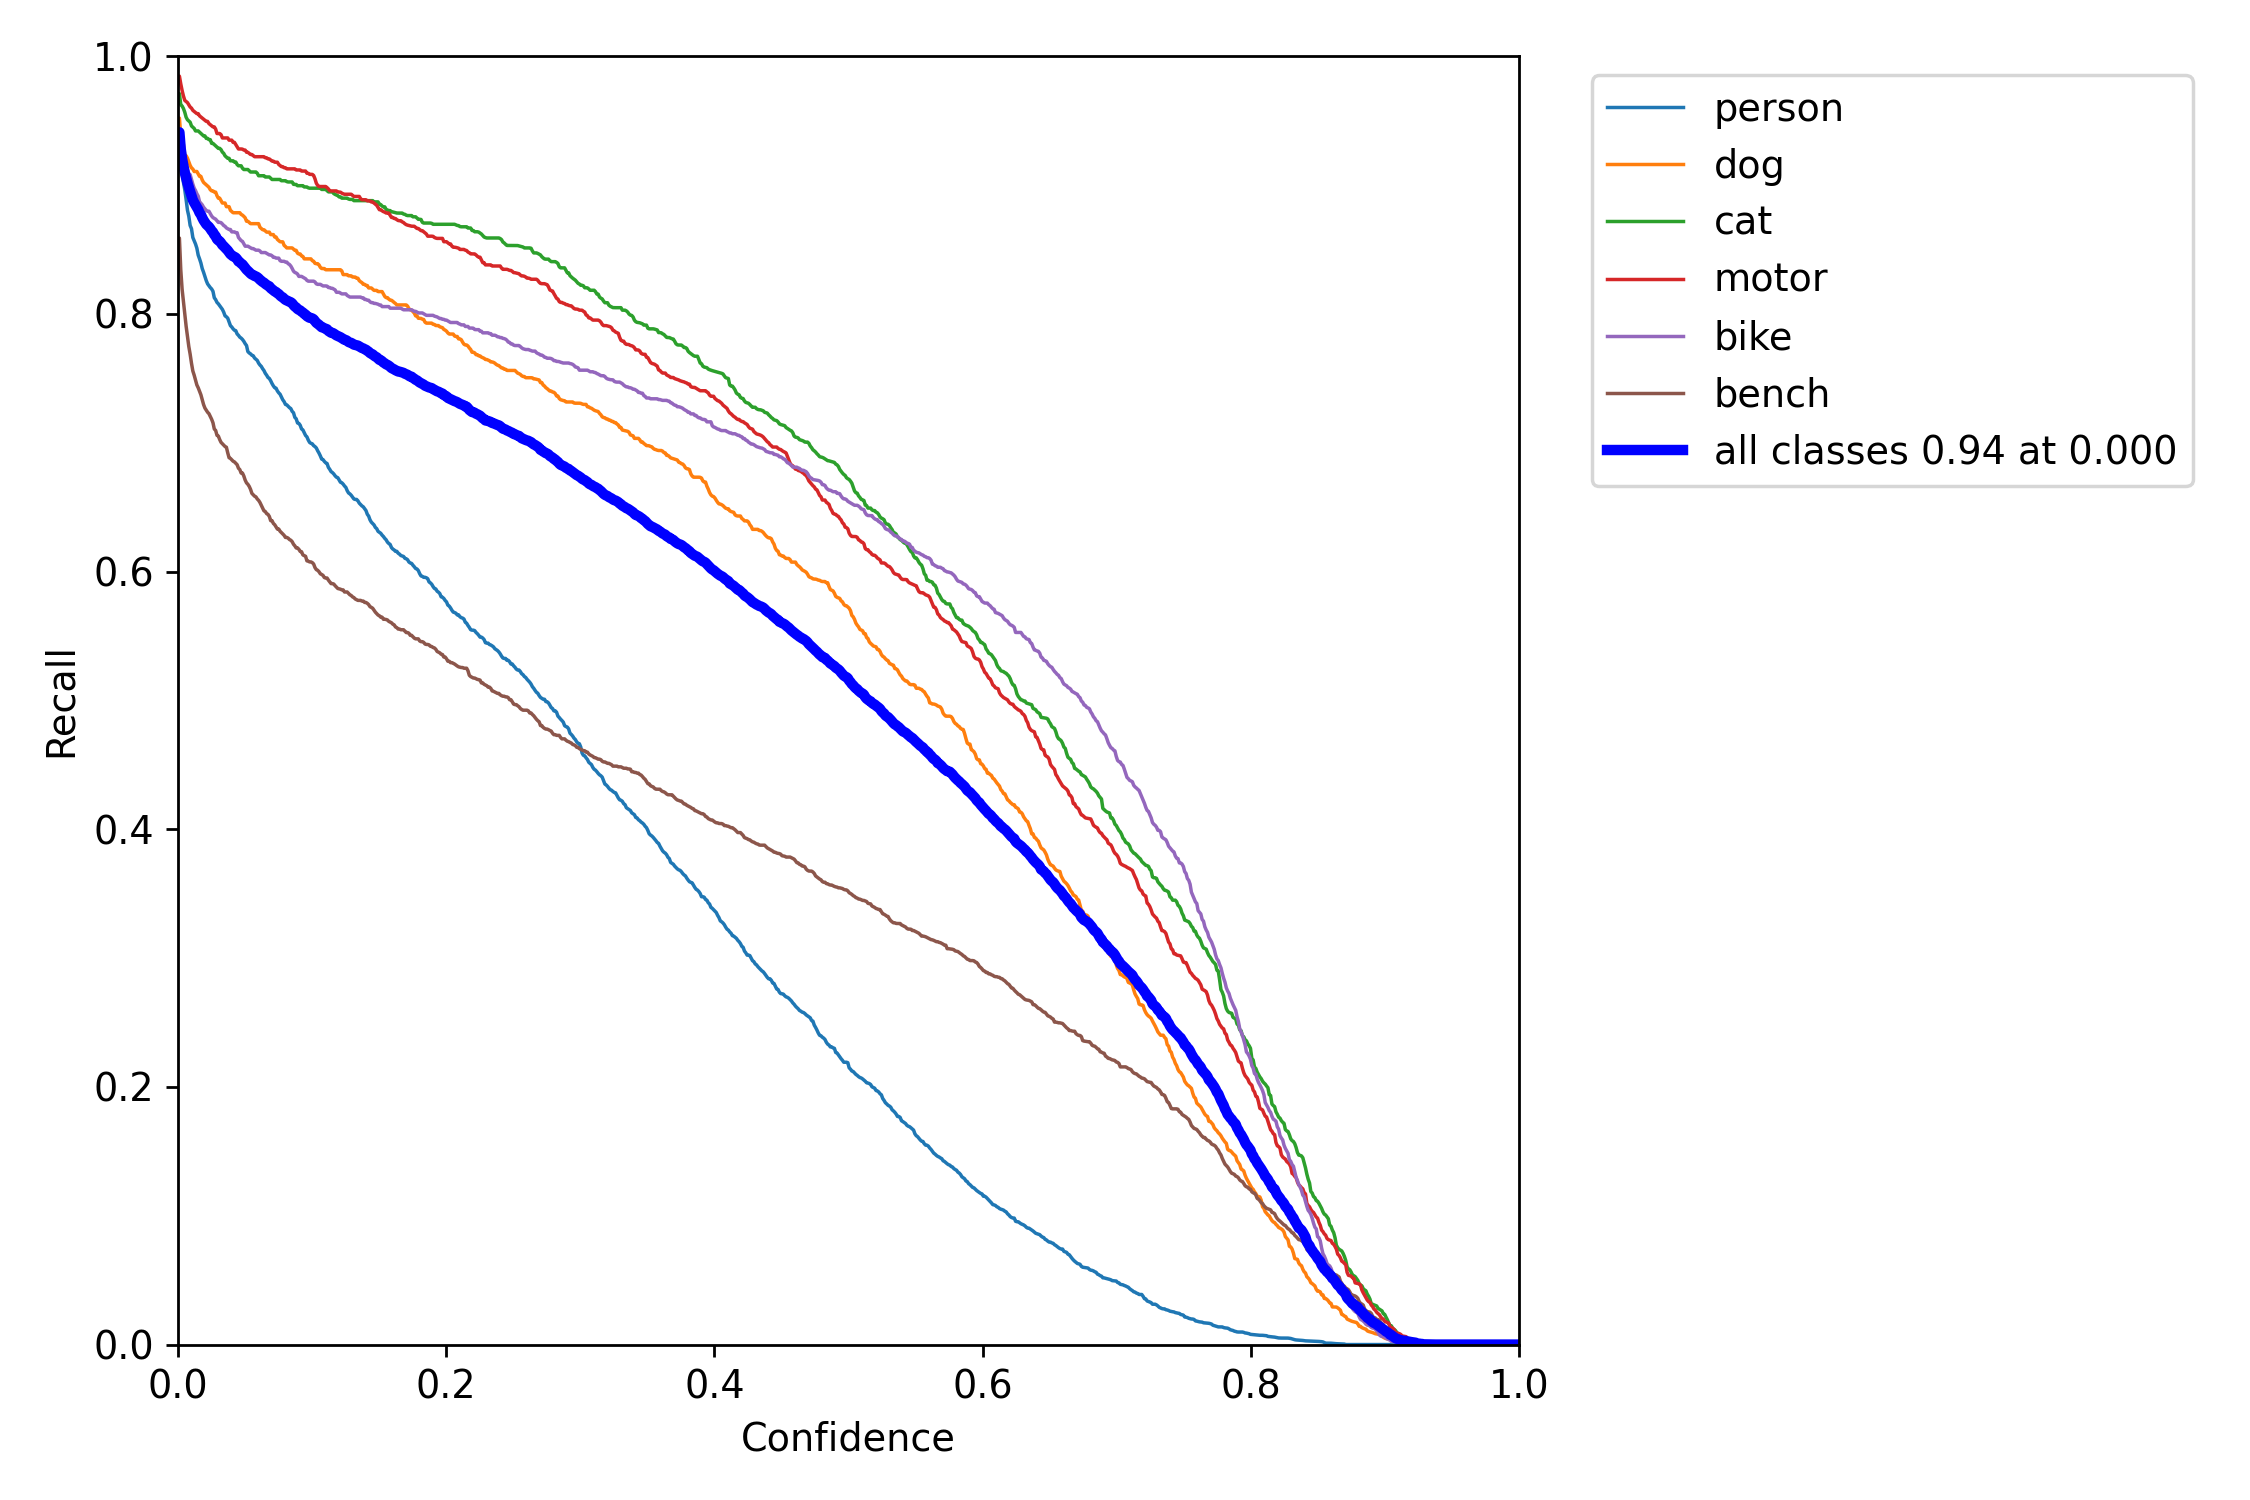 1.0
0.8
0.6
0.4
0.2
0.0
Recall
0.0 0.2 0.4 0.6 0.8 1.0
Confidence
person
dog
cat
motor
bike
bench
all classes 0.94 at 0.000